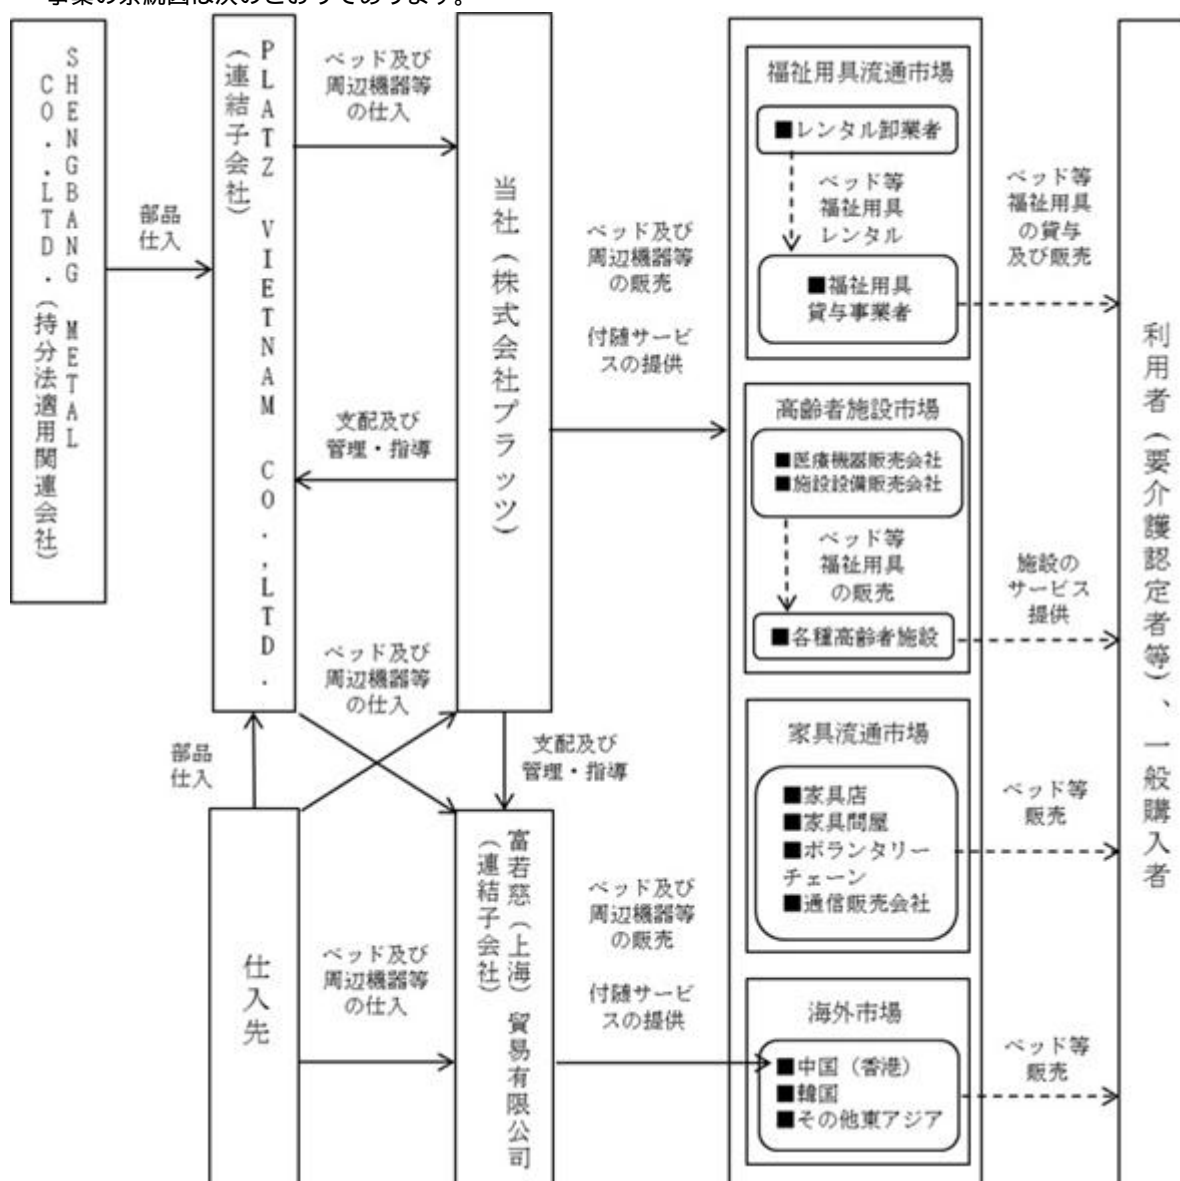 事業の系統図は次のとおりであります。
SHENGBANG METAL
CO.,LTD.(持分法適用関連会社)
部品
仕入
PLATZ VIETNAM CO.,LTD.
(連結子会社)
ベッド及び
周辺機器等
の仕入
当社(株式会社プラッツ)
支配及び
管理・指導
ベッド及び
周辺機器等
の仕入
部品
仕入
支配及び
管理・指導
仕入先
ベッド及び
周辺機器等
の仕入
富若慈(上海)貿易有限公司
(連結子会社)
ベッド及び
周辺機器等
の販売
付随サービ
スの提供
ベッド及び
周辺機器等
の販売
付随サービ
スの提供
福祉用具流通市場
■レンタル卸業者
ベッド等
福祉用具
レンタル
■福祉用具
貸与事業者
ベッド等
福祉用具
の貸与
及び販売
高齢者施設市場
■医療機器販売会社
■施設設備販売会社
ベッド等
福祉用具
の販売
■各種高齢者施設
施設の
サービス
提供
家具流通市場
■家具店
■家具問屋
■ボランタリー
チェーン
■通信販売会社
ベッド等
販売
海外市場
■中国(香港)
■韓国
■その他東アジア
ベッド等
販売
利用者(要介護認定者等)、一般購入者